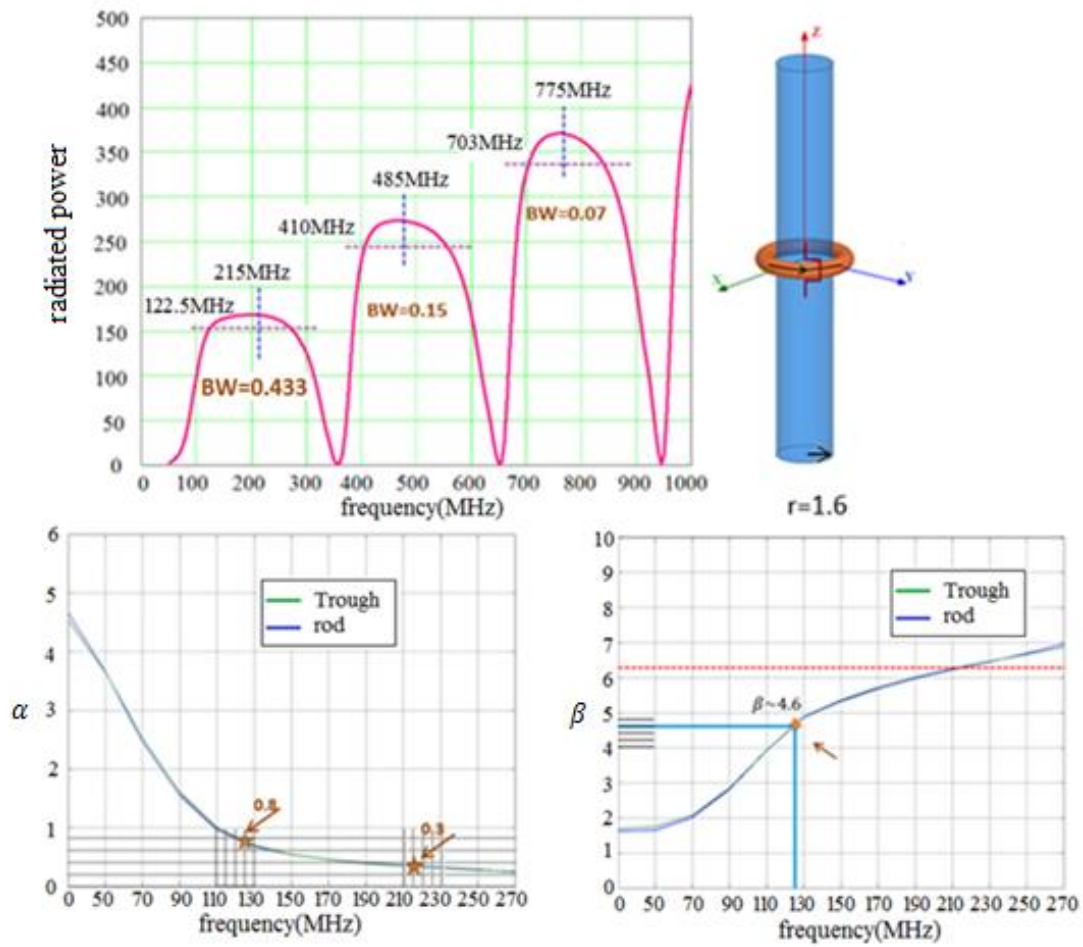 500
450
400
350
300
250
200
150
100
50
0
radiated power
775MHz
703MHz
BW=0.07
485MHz
410MHz
BW=0.15
215MHz
122.5MHz
BW=0.433
0 100 200 300 400 500 600 700 800 900 1000
frequency(MHz)
z
X
Y
r=1.6
6
5
4
3
2
1
0
α
Trough
rod
0.8
0.3
0 50 70 90 110 130 150 170 190 210 230 250 270
frequency(MHz)
10
9
8
7
6
5
4
3
2
1
0
β
Trough
rod
β~4.6
0 50 70 90 110 130 150 170 190 210 230 250 270
frequency(MHz)